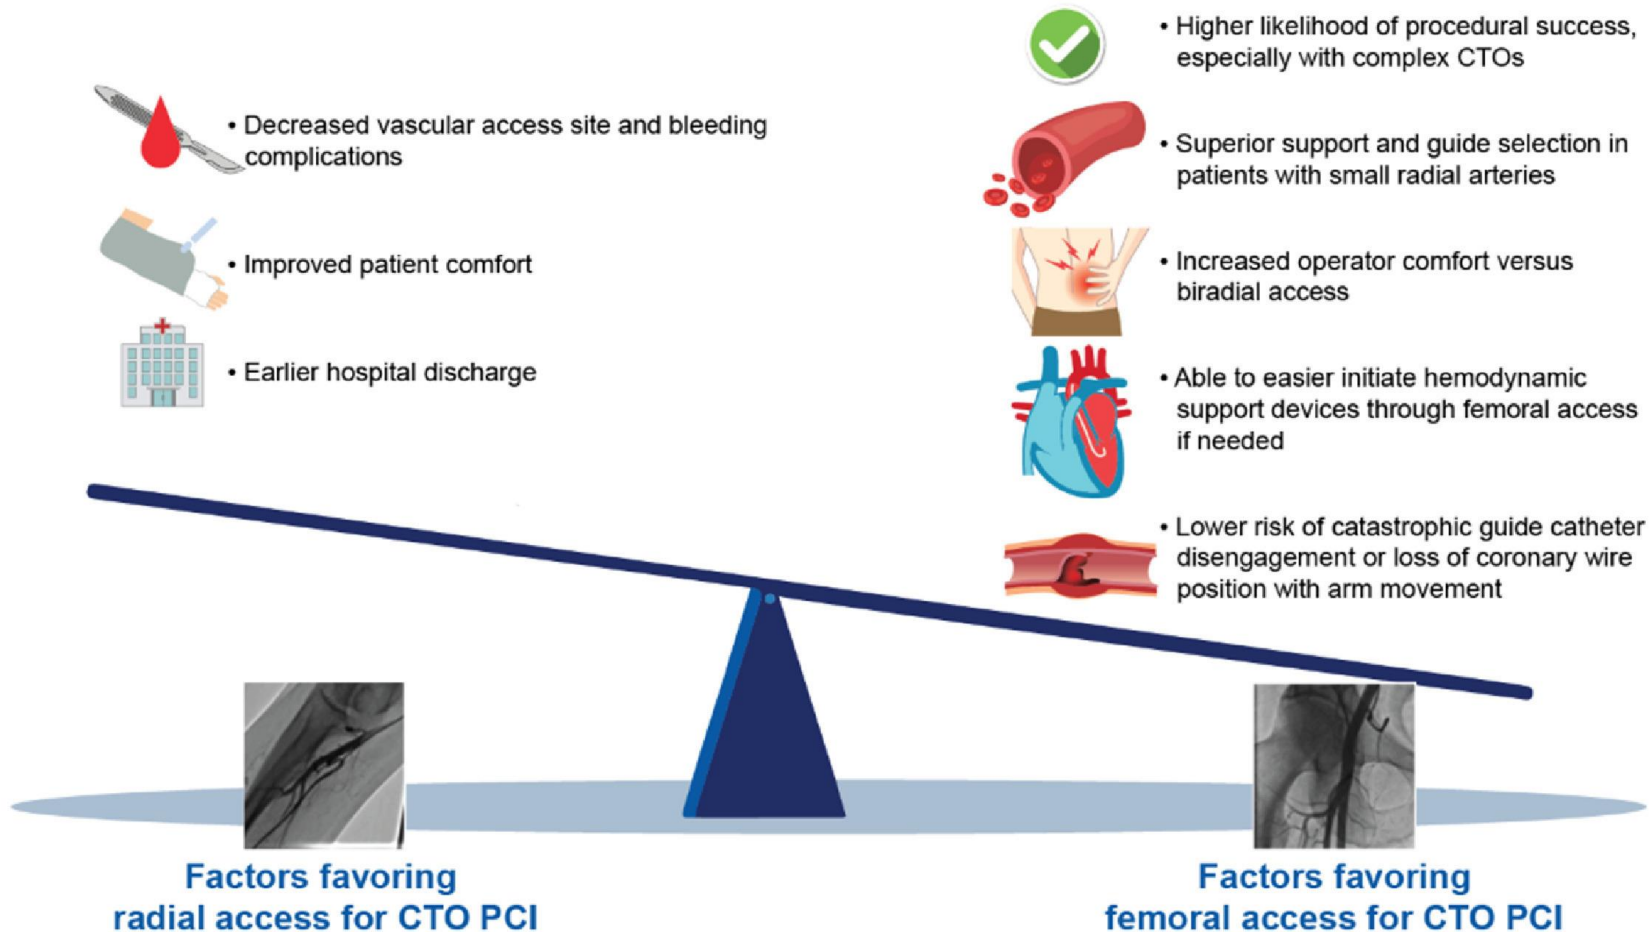 • Decreased vascular access site and bleeding
complications
• Improved patient comfort
• Earlier hospital discharge
• Higher likelihood of procedural success,
especially with complex CTOs
• Superior support and guide selection in
patients with small radial arteries
• Increased operator comfort versus
biradial access
• Able to easier initiate hemodynamic
support devices through femoral access
if needed
• Lower risk of catastrophic guide catheter
disengagement or loss of coronary wire
position with arm movement
Factors favoring
radial access for CTO PCI
Factors favoring
femoral access for CTO PCI